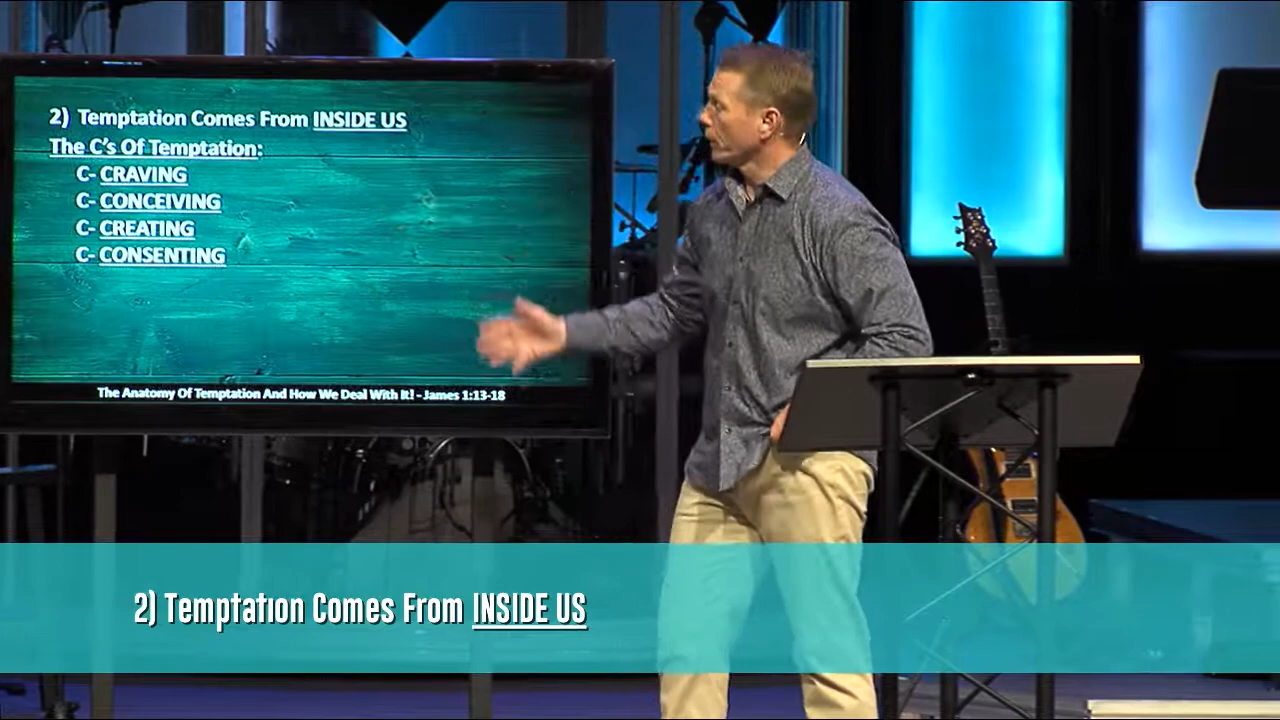 2) Temptation Comes From INSIDE US
The C's Of Temptation:
C- CRAVING
C- CONCEIVING
C- CREATING
C- CONSENTING
The Anatomy Of Temptation And How We Deal With It! - James 1:13-18
2) Temptation Comes From INSIDE US